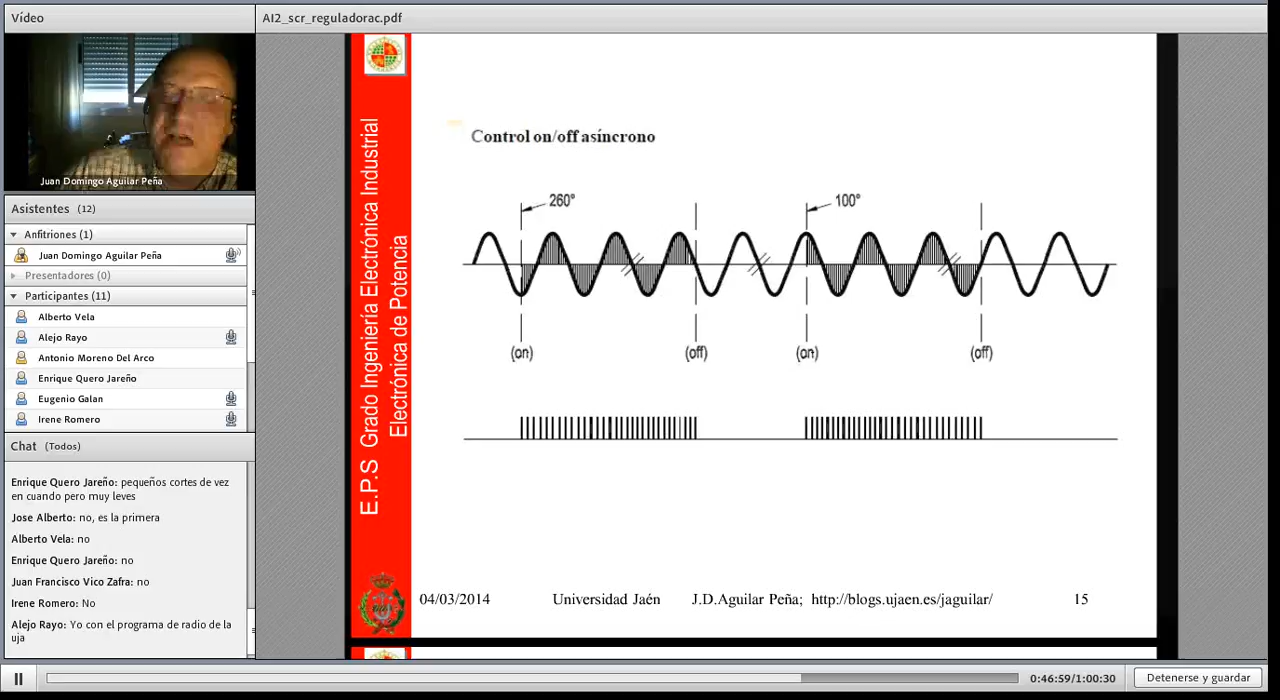 Vídeo
AI2_scr_reguladorac.pdf
Juan Domingo Aguilar Peña
Asistentes (12)
Anfitriones (1)
Juan Domingo Aguilar Peña
Presentadores (0)
Participantes (11)
Alberto Vela
Alejo Rayo
Antonio Moreno Del Arco
Enrique Quero Jareño
Eugenio Galan
Irene Romero
Chat (Todos)
Enrique Quero Jareño: pequeños cortes de vez
en cuando pero muy leves
Jose Alberto: no, es la primera
Alberto Vela: no
Enrique Quero Jareño: no
Juan Francisco Vico Zafra: no
Irene Romero: No
Alejo Rayo: Yo con el programa de radio de la
uja
E.P.S Grado Ingeniería Electrónica Industrial
Electrónica de Potencia
Control on/off asíncrono
260° 100°
(on) (off) (on) (off)
04/03/2014 Universidad Jaén J.D.Aguilar Peña; http://blogs.ujaen.es/jaguilar/ 15
0:46:59/1:00:30
Detenerse y guardar